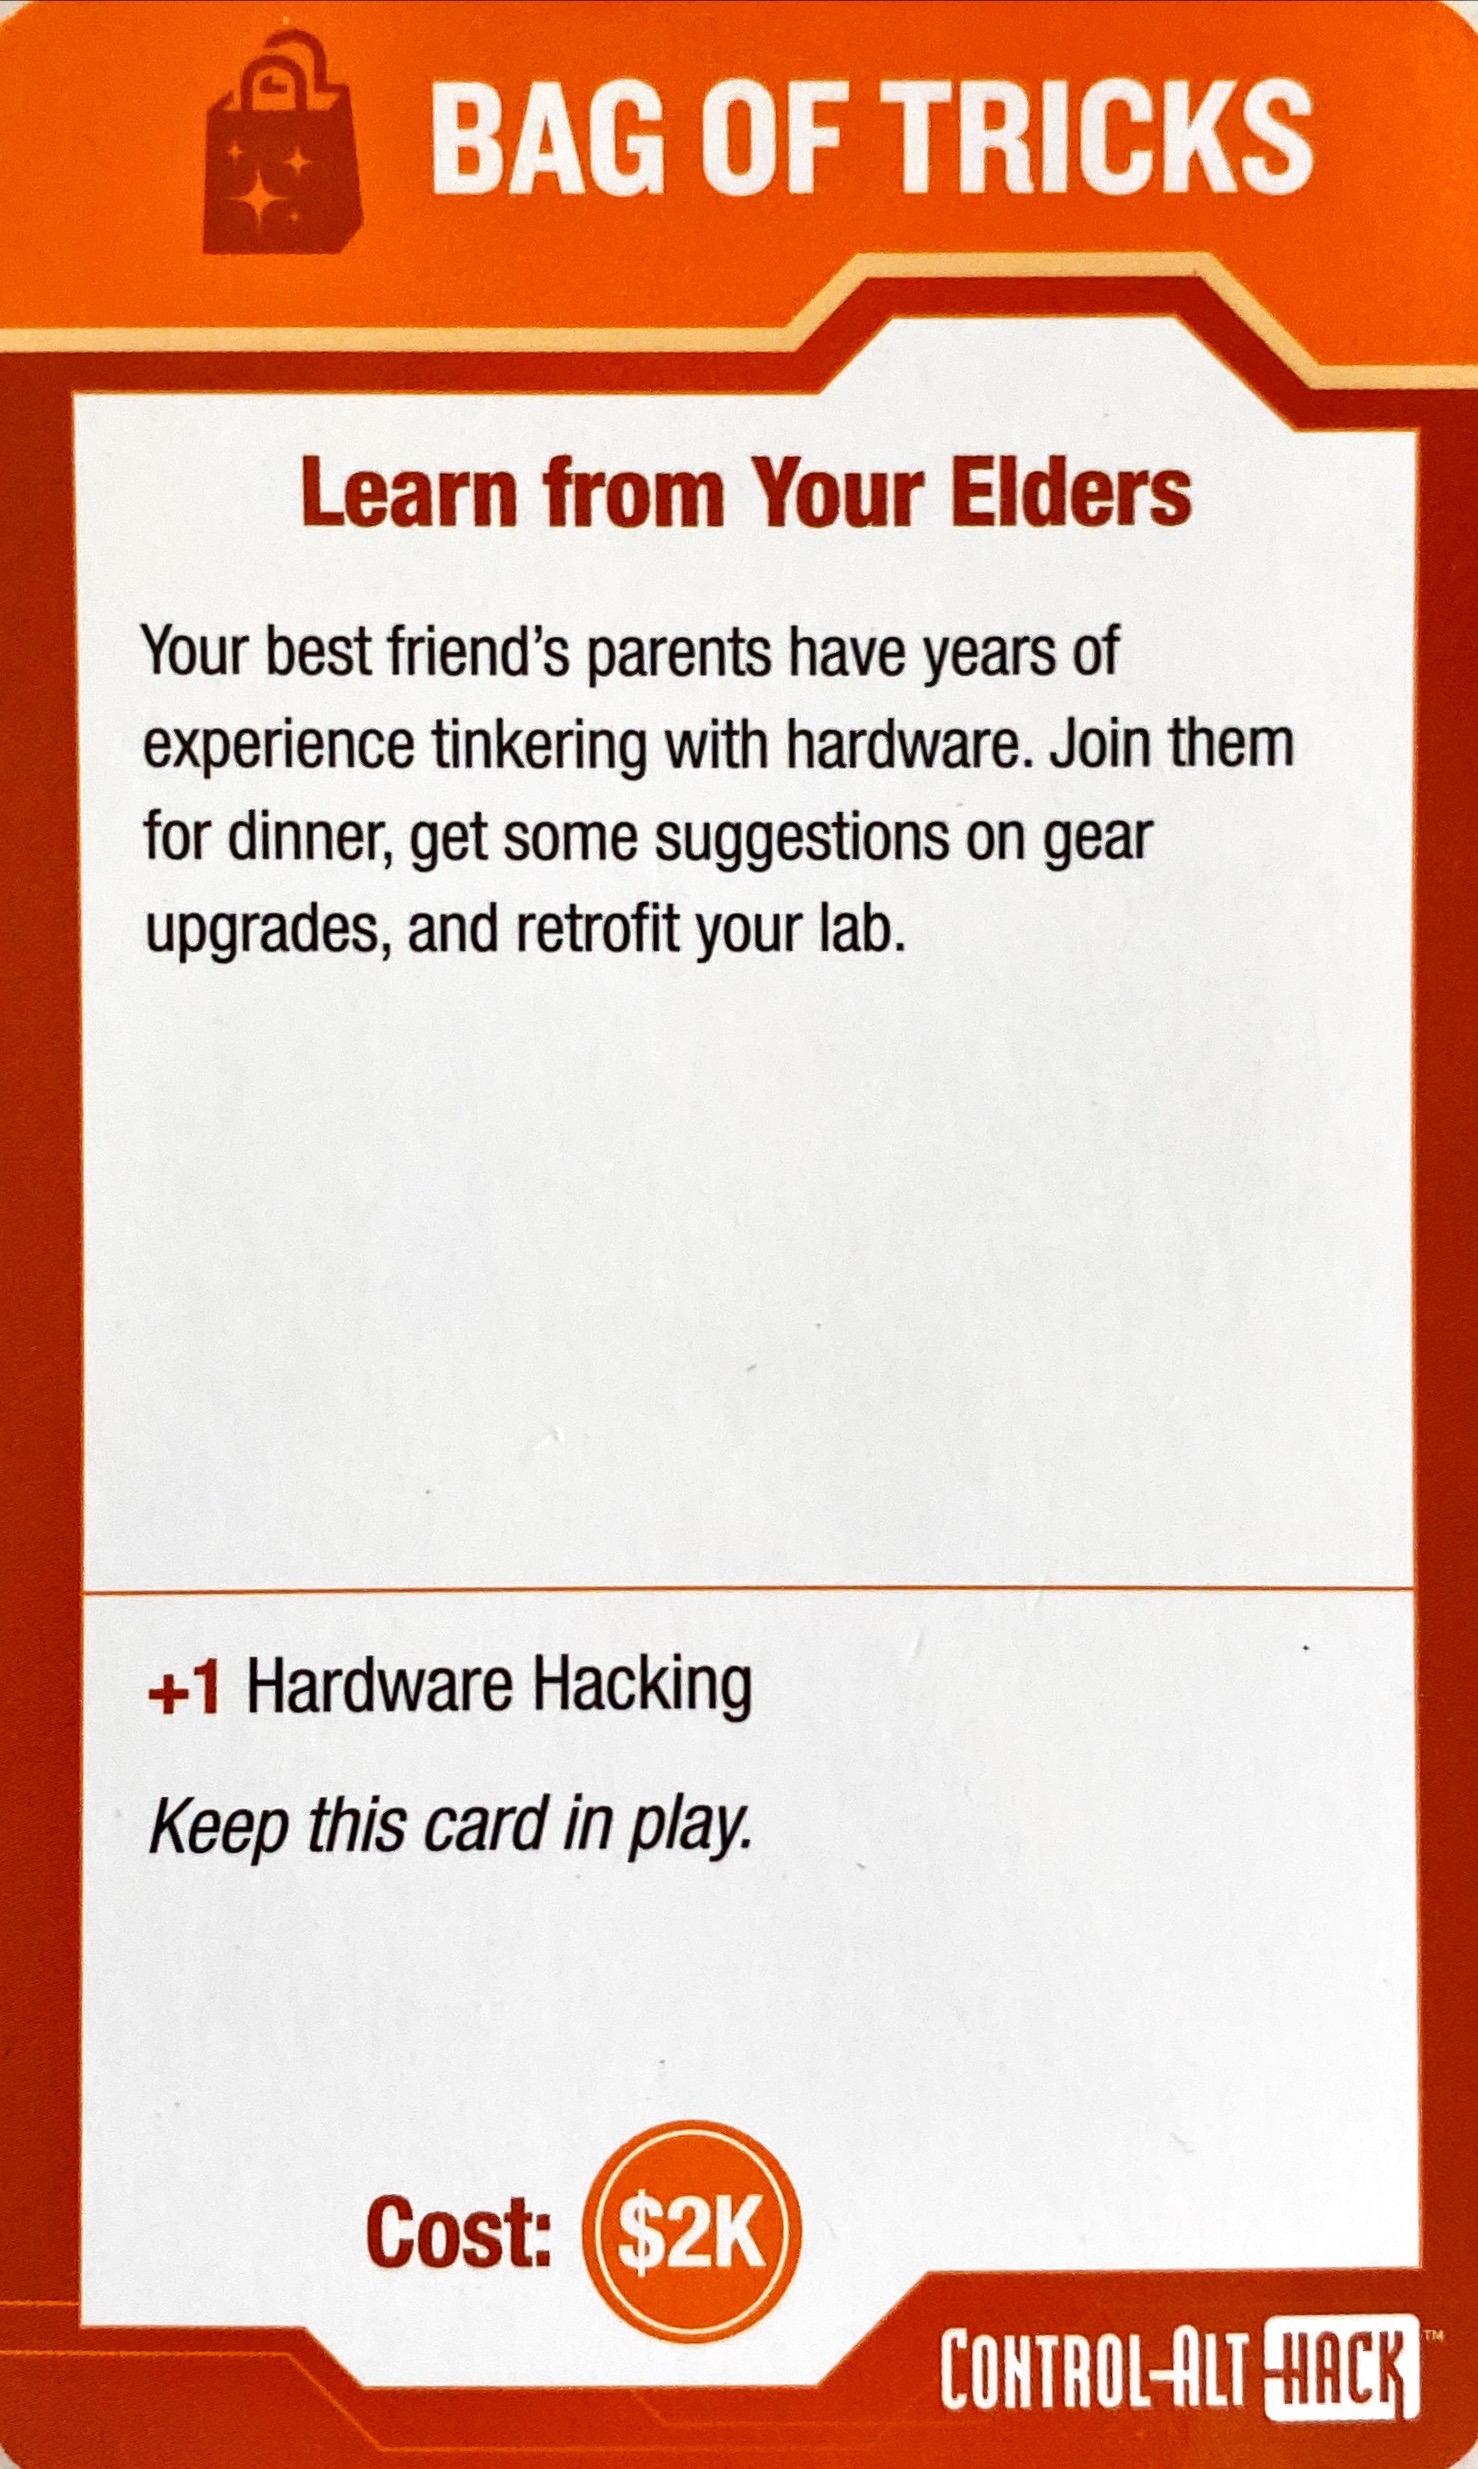 BAG OF TRICKS
Learn from Your Elders
Your best friend's parents have years of
experience tinkering with hardware. Join them
for dinner, get some suggestions on gear
upgrades, and retrofit your lab.
+1 Hardware Hacking
Keep this card in play.
Cost: $2K
CONTROL-ALT-HACK™